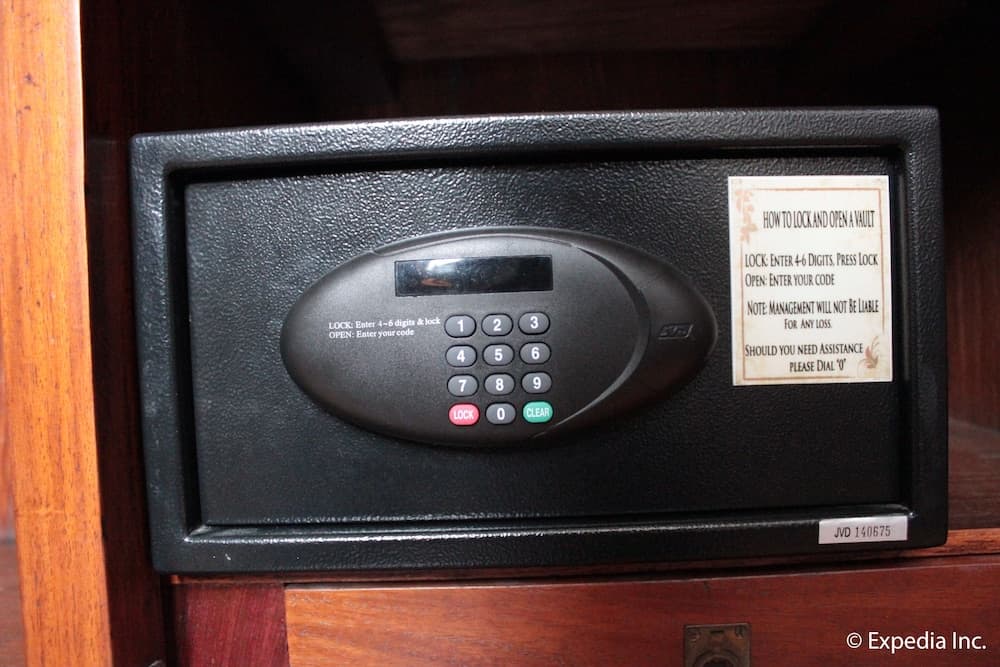 HOW TO LOCK AND OPEN A VAULT
LOCK: ENTER 4-6 DIGITS, PRESS LOCK
OPEN: ENTER YOUR CODE
NOTE: MANAGEMENT WILL NOT BE LIABLE
FOR ANY LOSS.
SHOULD YOU NEED ASSISTANCE
PLEASE DIAL "0"
LOCK: Enter 4~6 digits & lock
OPEN: Enter your code
1 2 3
4 5 6
7 8 9
LOCK 0 CLEAR
JVD 140675
© Expedia Inc.